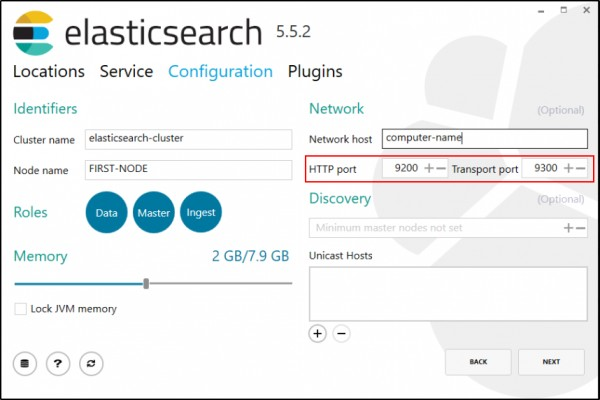 elasticsearch 5.5.2
Locations Service Configuration Plugins
Identifiers
Cluster name elasticsearch-cluster
Node name FIRST-NODE
Roles Data Master Ingest
Memory 2 GB/7.9 GB
Lock JVM memory
Network (Optional)
Network host computer-name
HTTP port 9200 Transport port 9300
Discovery (Optional)
Minimum master nodes not set
Unicast Hosts
BACK NEXT